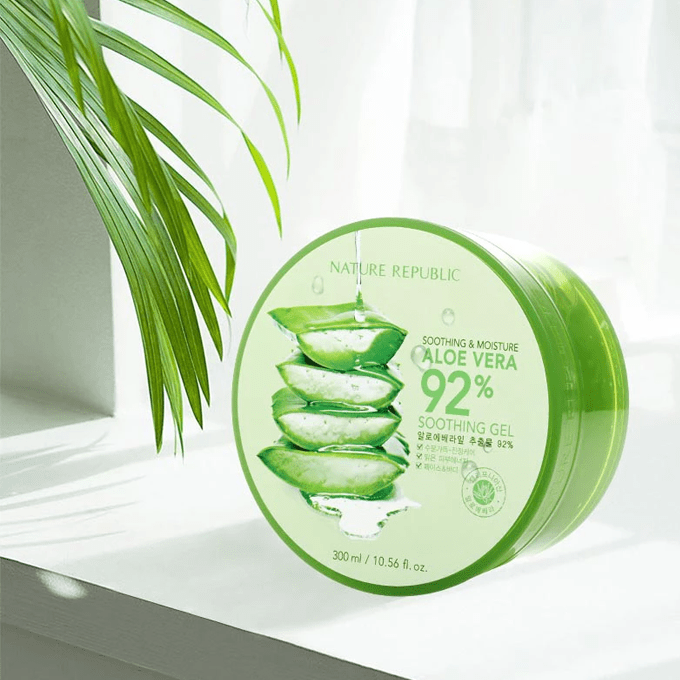 NATURE REPUBLIC
SOOTHING & MOISTURE
ALOE VERA
92%
SOOTHING GEL
알로에베라잎 추출물 92%
300 ml / 10.56 fl. oz.